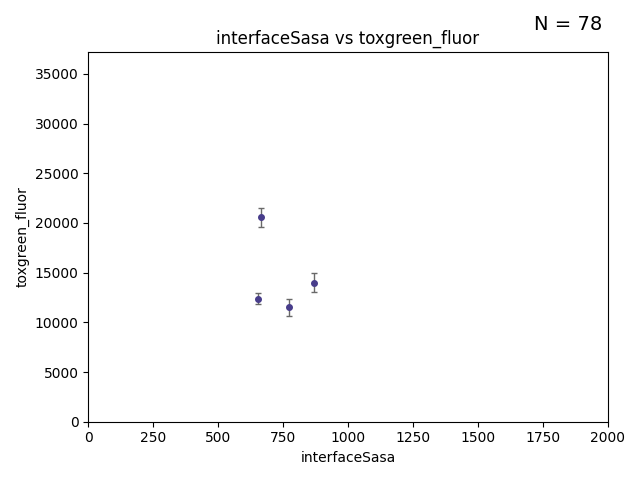 N = 78
interfaceSasa vs toxgreen_fluor
toxgreen_fluor
35000
30000
25000
20000
15000
10000
5000
0
0 250 500 750 1000 1250 1500 1750 2000
interfaceSasa